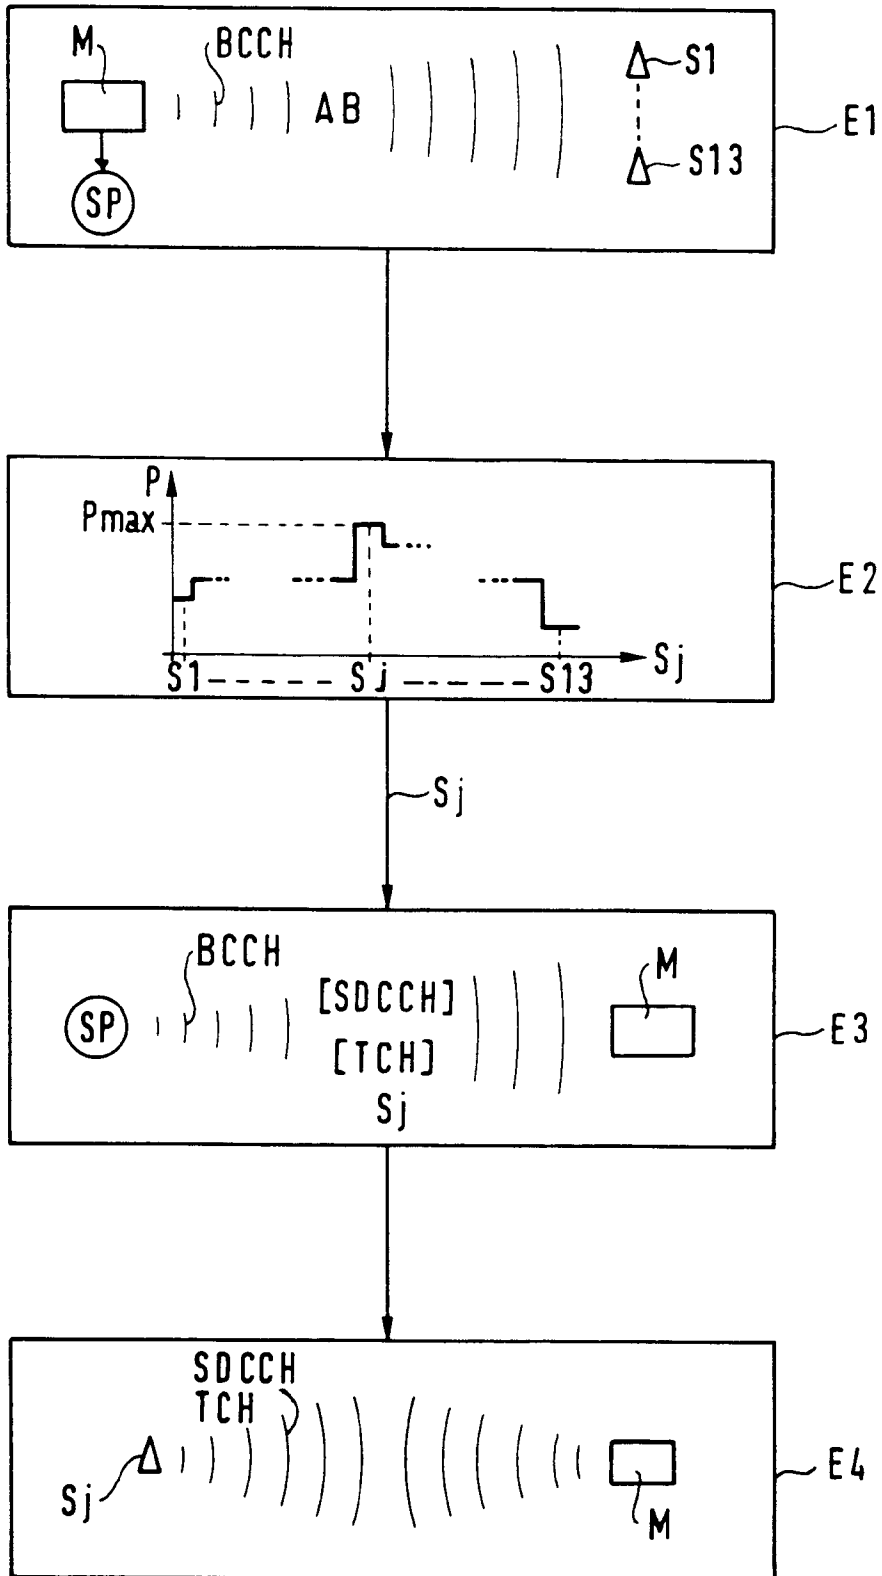 M
BCCH
AB
S1
S13
SP
E1
P
Pmax
S1
Sj
S13
Sj
E2
Sj
BCCH
SP
[SDCCH]
[TCH]
Sj
M
E3
SDCCH
TCH
Sj
M
E4